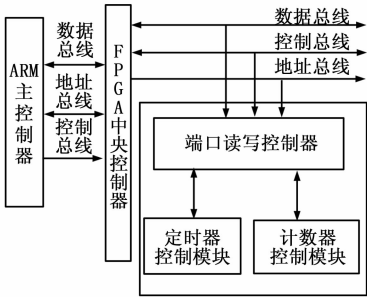 ARM
主
控
制
器
数据
总线
地址
总线
控制
总线
F
P
G
A
中
央
控
制
器
数据总线
控制总线
地址总线
端口读写控制器
定时器
控制模块
计数器
控制模块